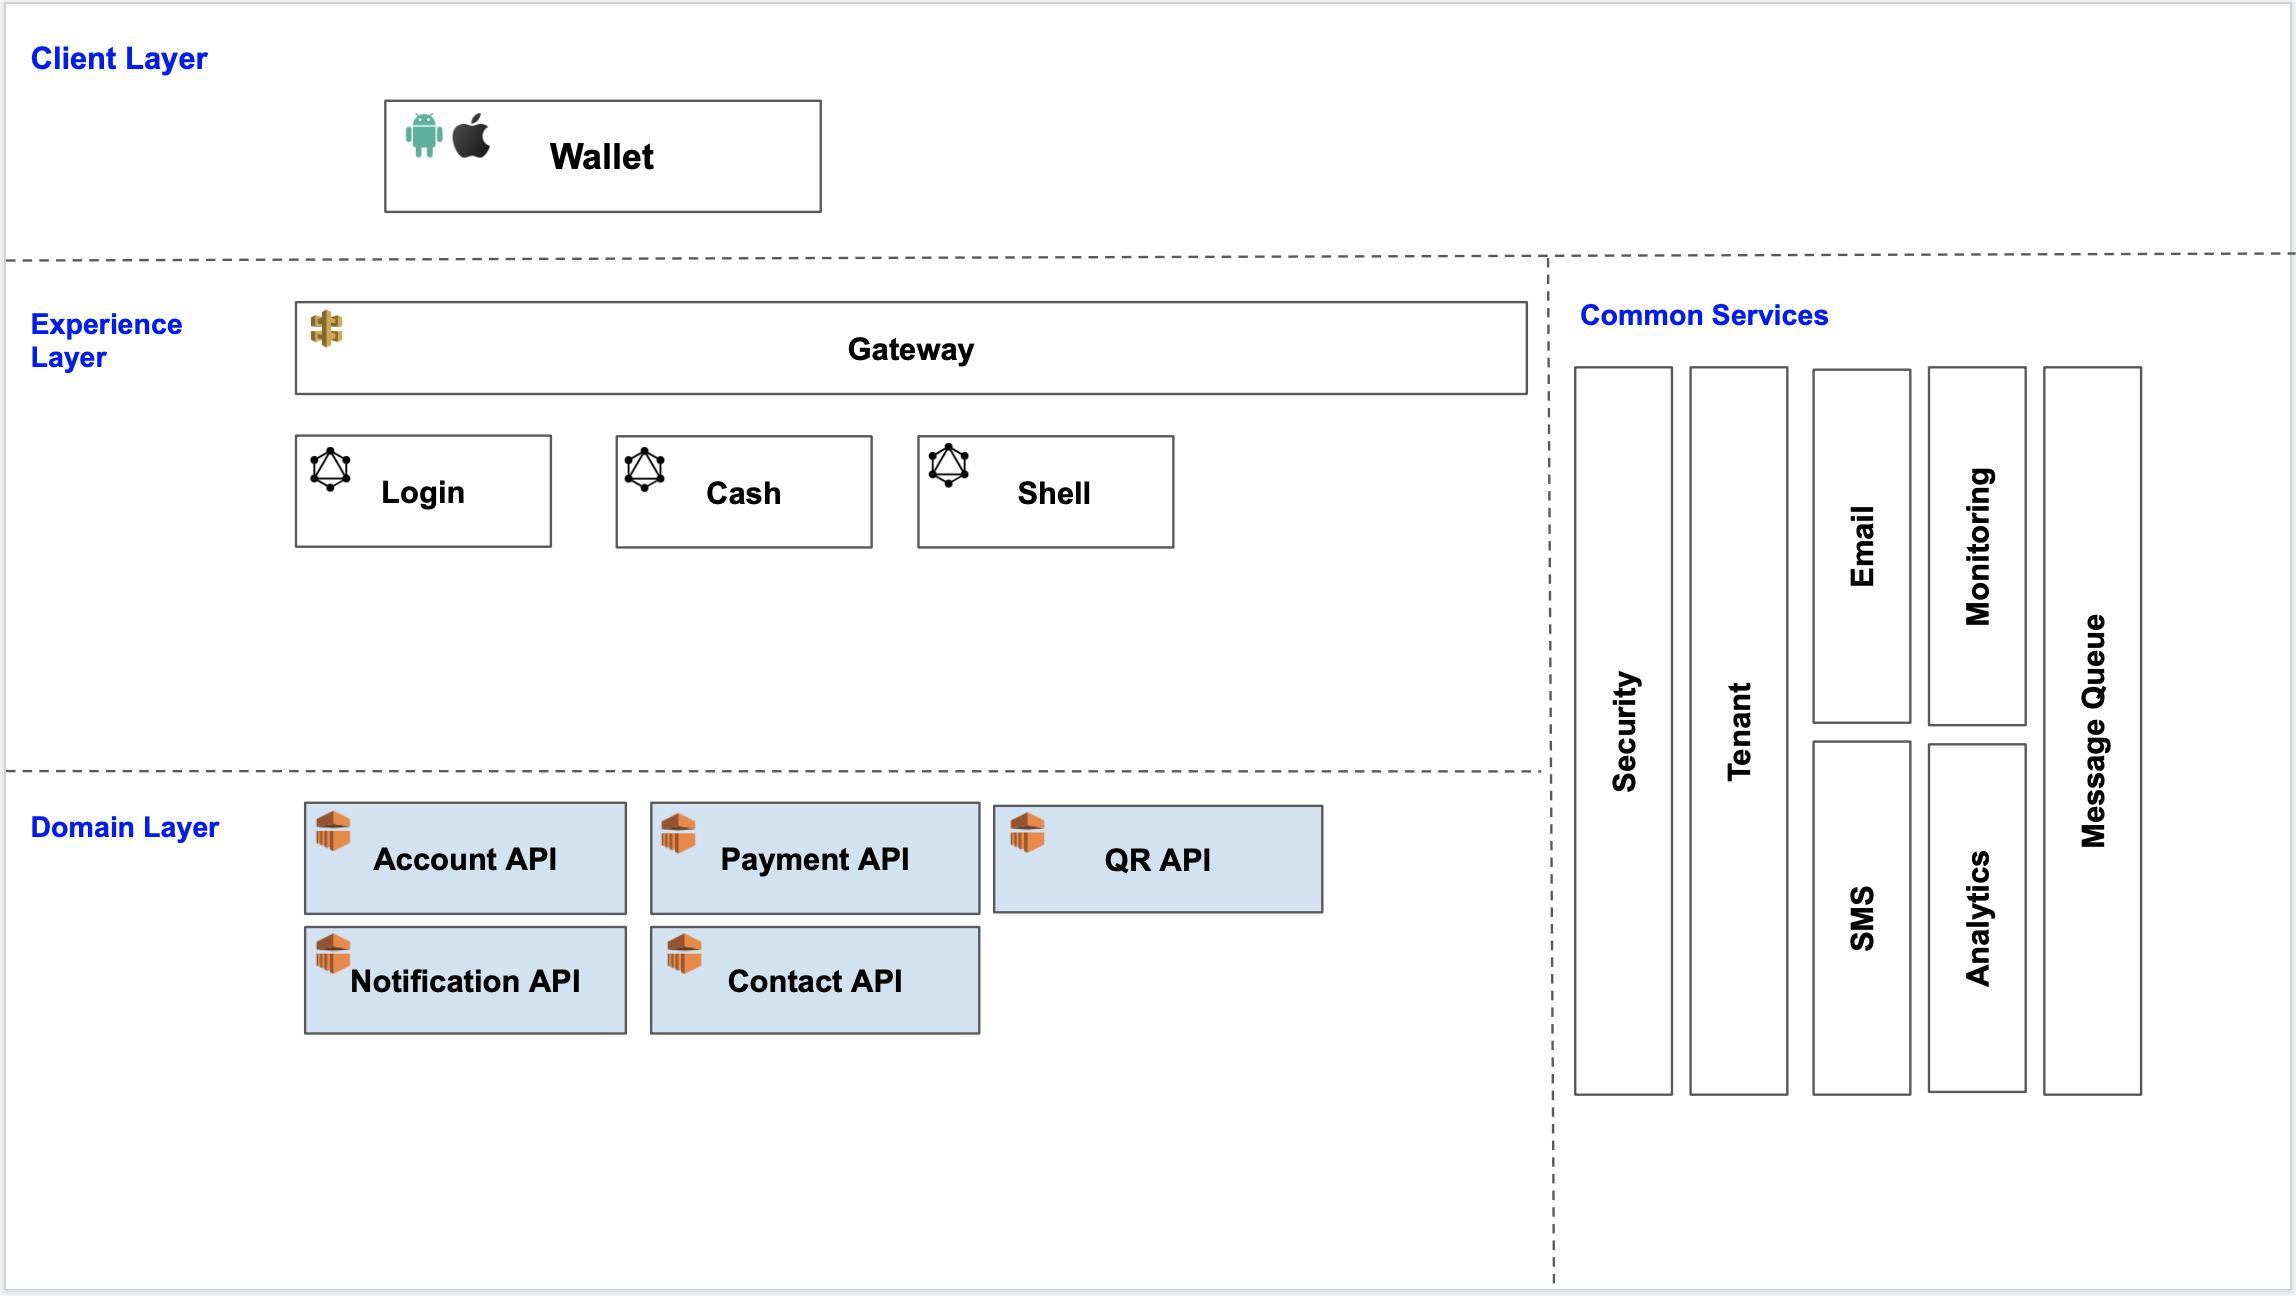 Client Layer
Wallet
Experience
Layer
Gateway
Login
Cash
Shell
Common Services
Security
Tenant
Email
SMS
Monitoring
Analytics
Message Queue
Domain Layer
Account API
Payment API
QR API
Notification API
Contact API